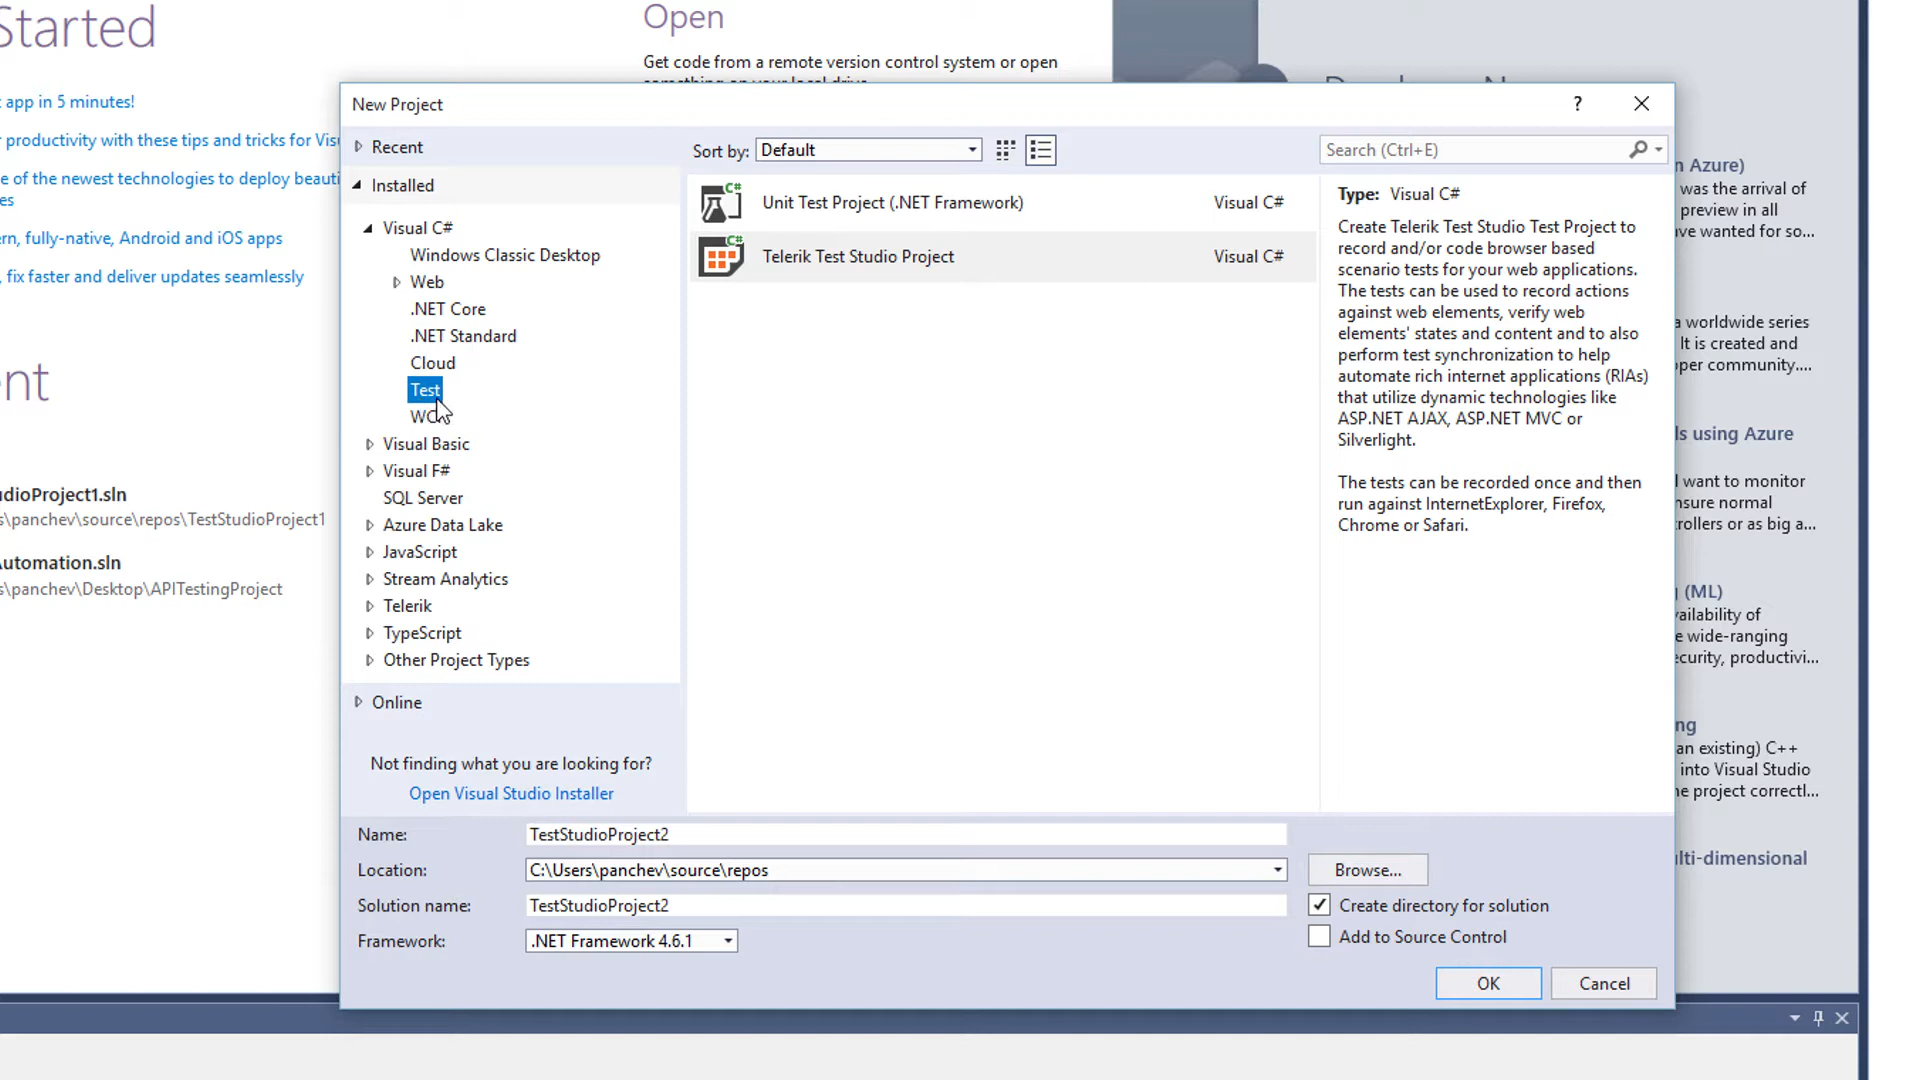 Started
Open
Get code from a remote version control system or open
app in 5 minutes!
productivity with these tips and tricks for
e of the newest technologies to deploy
es
rn, fully-native, Android and iOS apps
, fix faster and deliver updates seamlessly
ent
dioProject1.sln
s\panchev\source\repos\TestStudioProject1
Automation.sln
s\panchev\Desktop\APITestingProject
New Project
?
Recent
Installed
Visual C#
Windows Classic Desktop
Web
.NET Core
.NET Standard
Cloud
Test
Visual Basic
Visual F#
SQL Server
Azure Data Lake
JavaScript
Stream Analytics
Telerik
TypeScript
Other Project Types
Online
Not finding what you are looking for?
Open Visual Studio Installer
Sort by: Default
Search (Ctrl+E)
C# Unit Test Project (.NET Framework) Visual C#
C# Telerik Test Studio Project Visual C#
Type: Visual C#
Create Telerik Test Studio Test Project to
record and/or code browser based
scenario tests for your web applications.
The tests can be used to record actions
against web elements, verify web
elements' states and content and to also
perform test synchronization to help
automate rich internet applications (RIAs)
that utilize dynamic technologies like
ASP.NET AJAX, ASP.NET MVC or
Silverlight.
The tests can be recorded once and then
run against InternetExplorer, Firefox,
Chrome or Safari.
Name: TestStudioProject2
Location: C:\Users\panchev\source\repos
Browse...
Solution name: TestStudioProject2
Create directory for solution
Framework: .NET Framework 4.6.1
Add to Source Control
OK
Cancel
n Azure)
was the arrival of
preview in all
ve wanted for so...
a worldwide series
It is created and
oper community....
ls using Azure
I want to monitor
nsure normal
trollers or as big a...
(ML)
vailability of
e wide-ranging
ecurity, productivi...
ng
an existing) C++
into Visual Studio
he project correctl...
lti-dimensional